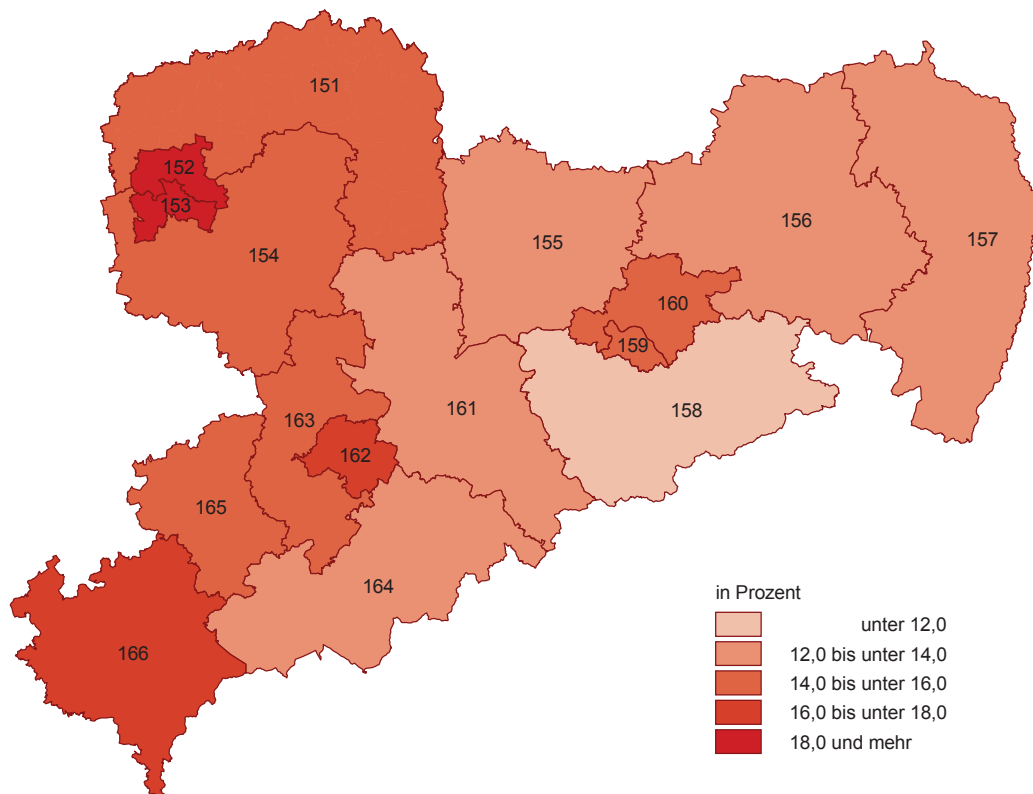 151
152
153
154
155
156
157
160
159
158
161
163
162
165
164
166
in Prozent
unter 12,0
12,0 bis unter 14,0
14,0 bis unter 16,0
16,0 bis unter 18,0
18,0 und mehr